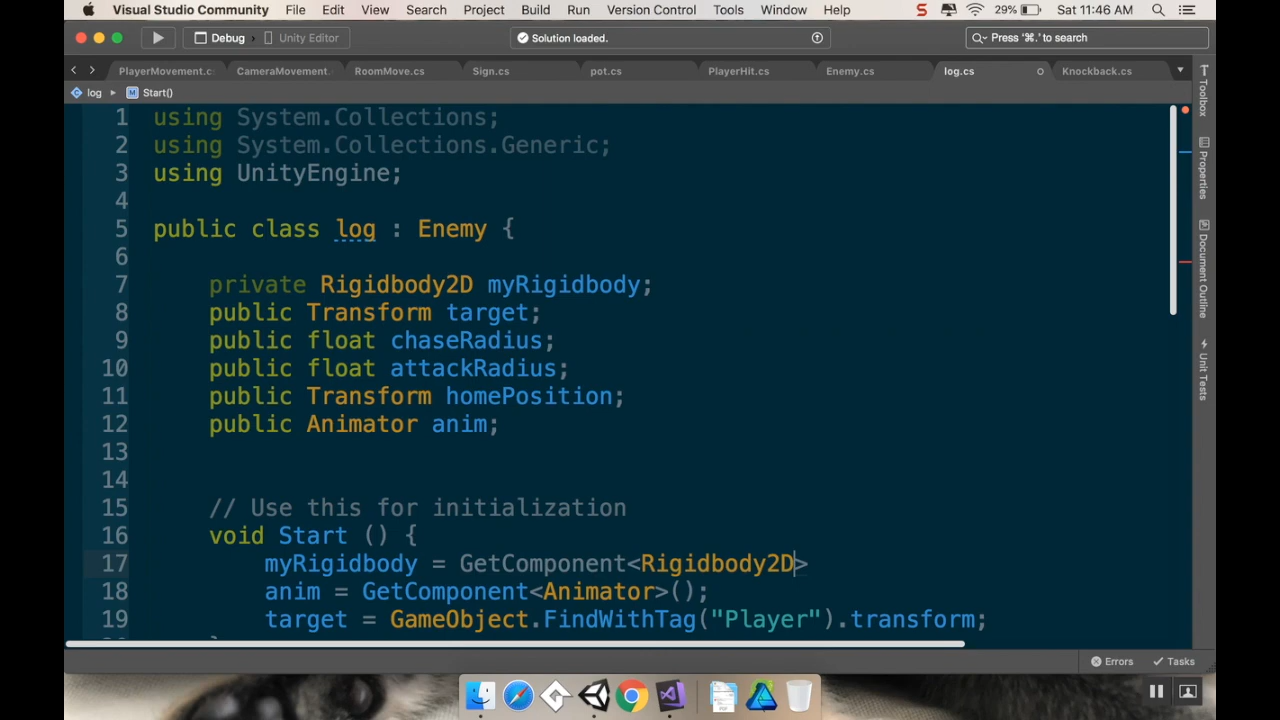 Visual Studio Community File Edit View Search Project Build Run Version Control Tools Window Help S 29% Sat 11:46 AM
Debug Unity Editor Solution loaded. Press '⌘.' to search
PlayerMovement.c CameraMovement. RoomMove.cs Sign.cs pot.cs PlayerHit.cs Enemy.cs log.cs Knockback.cs
log M Start()
1 using System.Collections;
2 using System.Collections.Generic;
3 using UnityEngine;
4
5 public class log : Enemy {
6
7 private Rigidbody2D myRigidbody;
8 public Transform target;
9 public float chaseRadius;
10 public float attackRadius;
11 public Transform homePosition;
12 public Animator anim;
13
14
15 // Use this for initialization
16 void Start () {
17 myRigidbody = GetComponent<Rigidbody2D>
18 anim = GetComponent<Animator>();
19 target = GameObject.FindWithTag("Player").transform;
Toolbox
Properties
Document Outline
Unit Tests
Errors Tasks